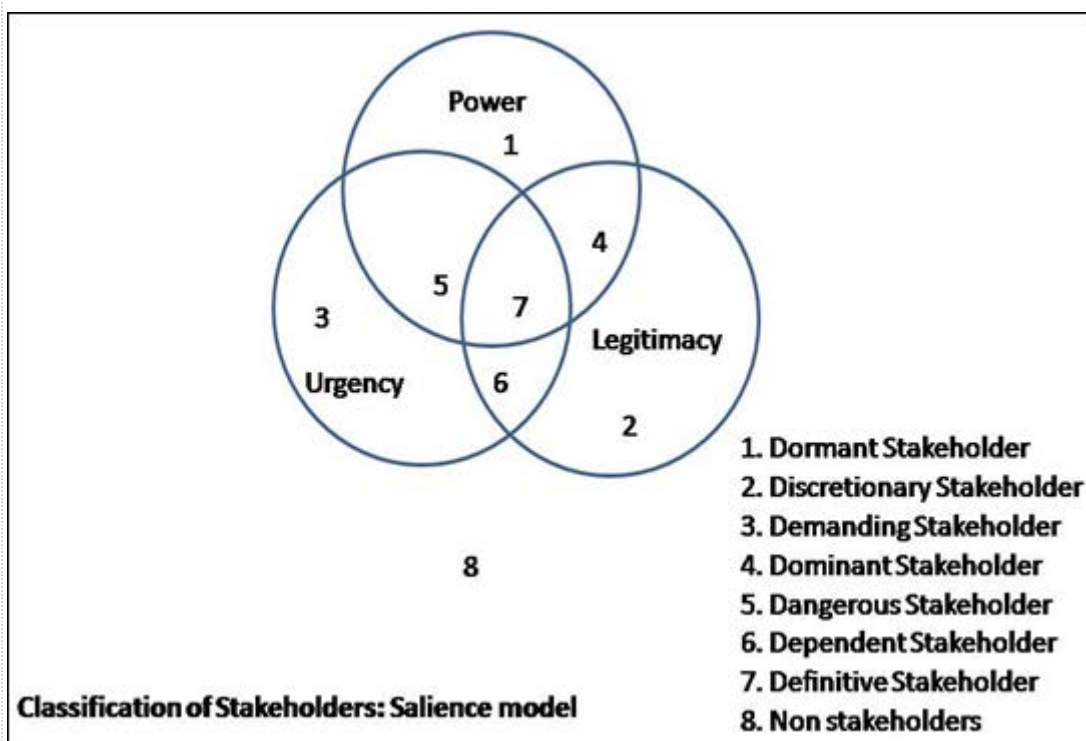 Power
1
4
5
7
3
Legitimacy
Urgency
6
2
1. Dormant Stakeholder
2. Discretionary Stakeholder
3. Demanding Stakeholder
8
4. Dominant Stakeholder
5. Dangerous Stakeholder
6. Dependent Stakeholder
7. Definitive Stakeholder
8. Non stakeholders
Classification of Stakeholders: Salience model